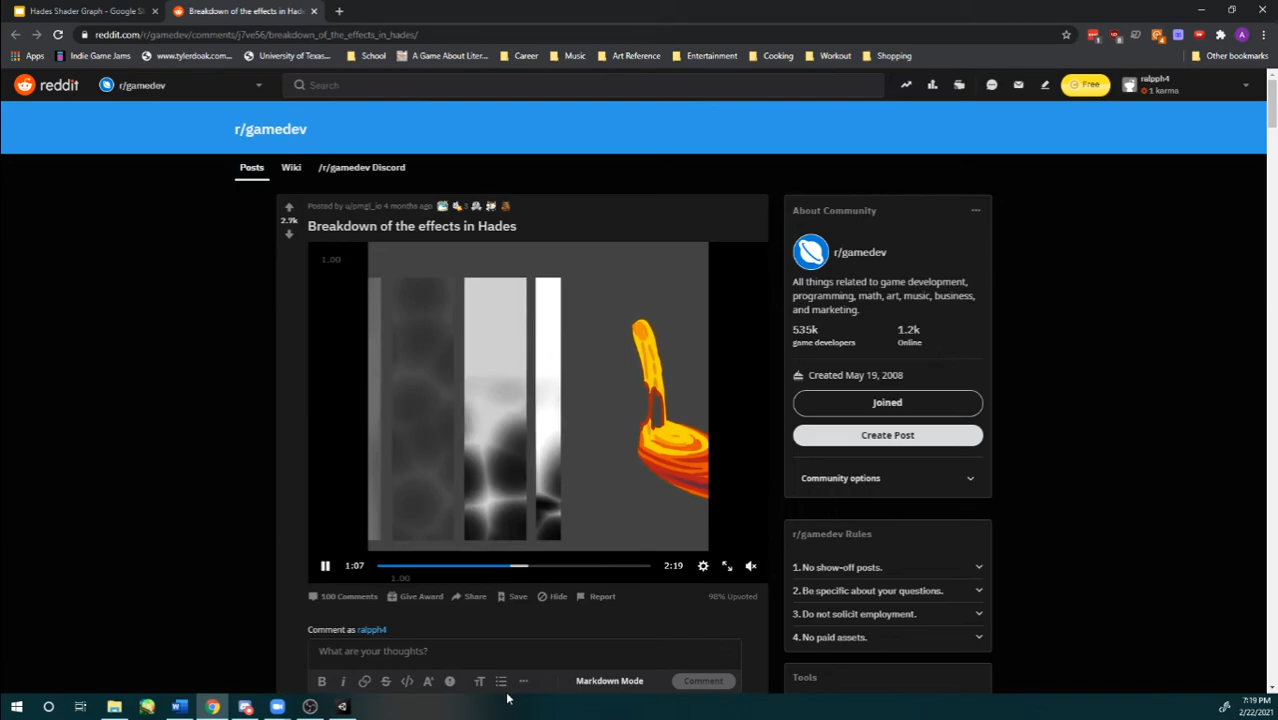 Hades Shader Graph - Google Sl
Breakdown of the effects in Had
reddit.com/r/gamedev/comments/j7ve56/breakdown_of_the_effects_in_hades/
Apps
Indie Game Jams
www.tylerdoak.com...
University of Texas...
School
A Game About Liter...
Career
Music
Art Reference
Entertainment
Cooking
Workout
Shopping
Other bookmarks
reddit
r/gamedev
Search
Free
ralpph4
1 karma
r/gamedev
Posts
Wiki
/r/gamedev Discord
Posted by u/pmgl_io 4 months ago
3
2.7k
Breakdown of the effects in Hades
1.00
1:07
2:19
1.00
100 Comments
Give Award
Share
Save
Hide
Report
98% Upvoted
Comment as ralpph4
What are your thoughts?
Markdown Mode
Comment
About Community
r/gamedev
All things related to game development,
programming, math, art, music, business,
and marketing.
535k
1.2k
game developers
Online
Created May 19, 2008
Joined
Create Post
Community options
r/gamedev Rules
1. No show-off posts.
2. Be specific about your questions.
3. Do not solicit employment.
4. No paid assets.
Tools
7:19 PM
2/22/2021